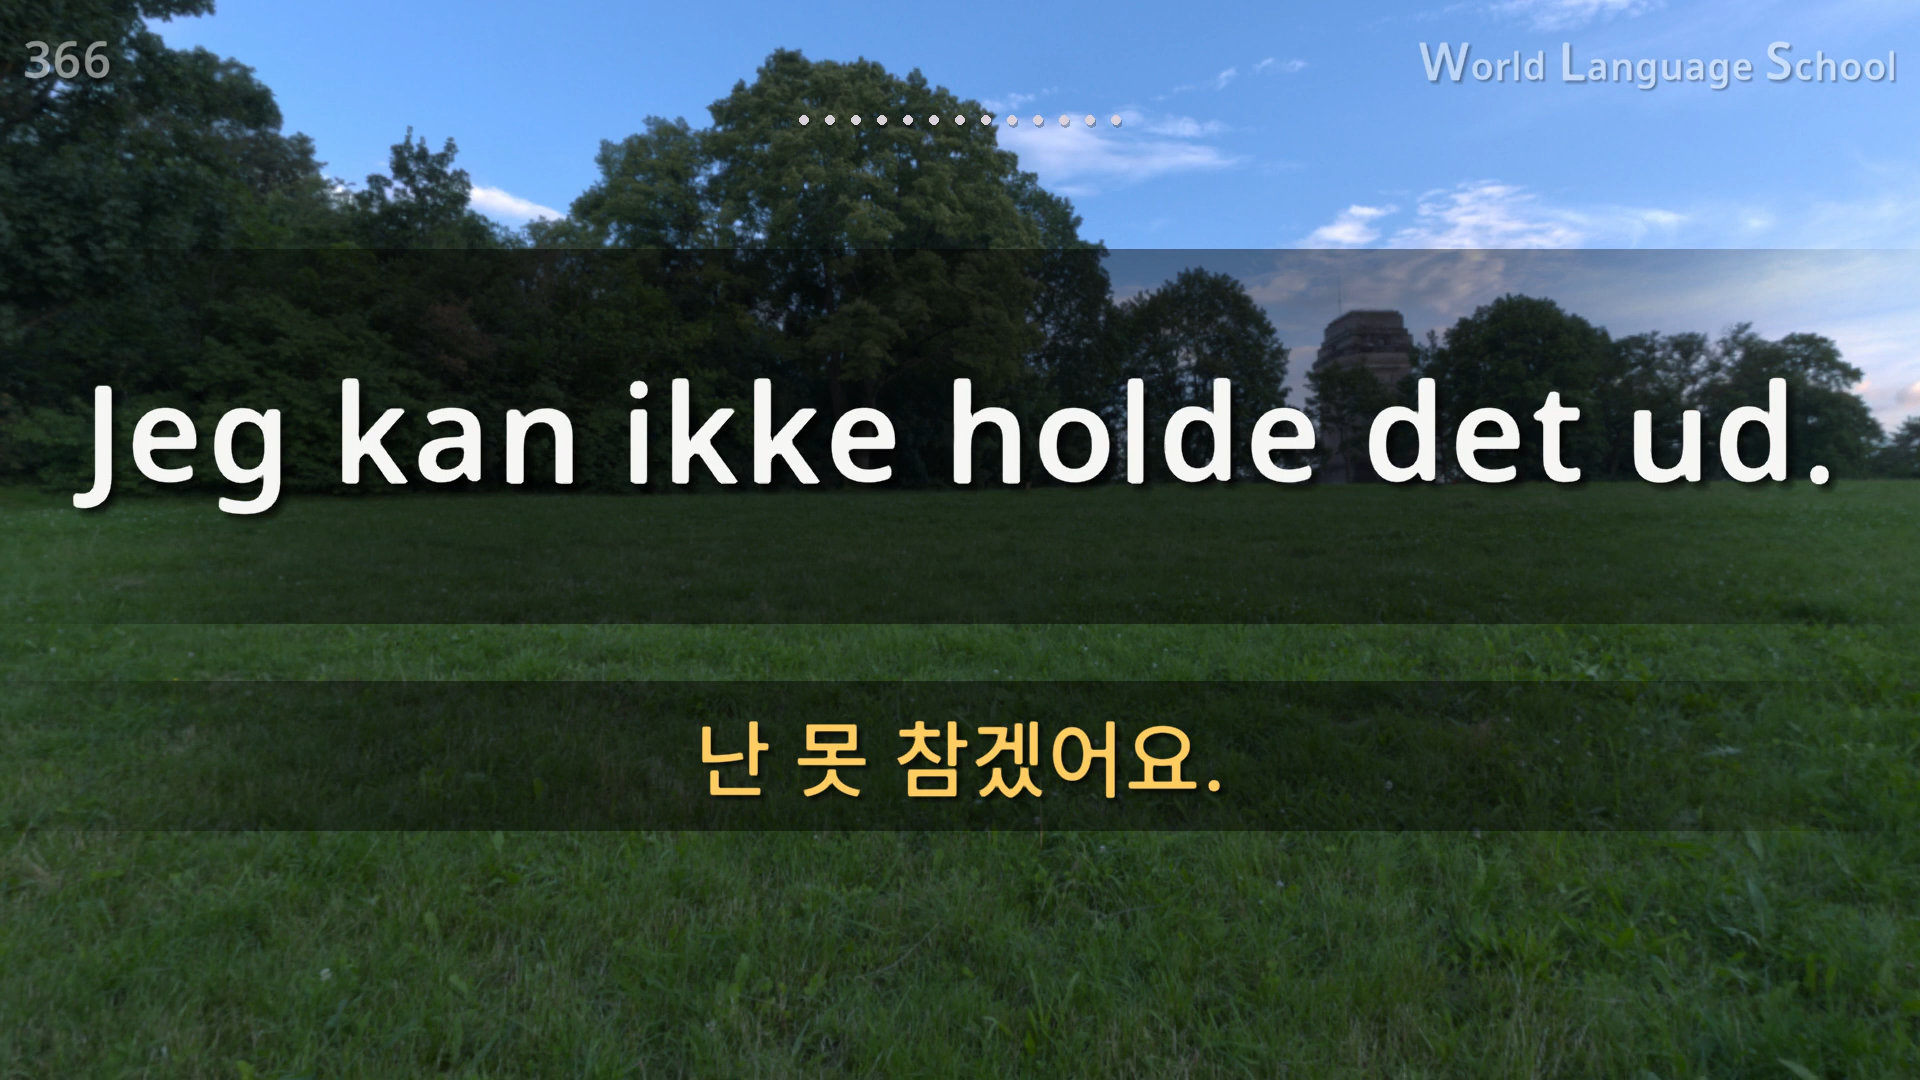 366
World Language School
Jeg kan ikke holde det ud.
난 못 참겠어요.